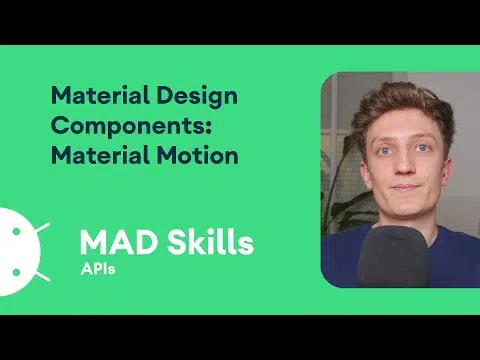 Material Design
Components:
Material Motion
MAD Skills
APIs